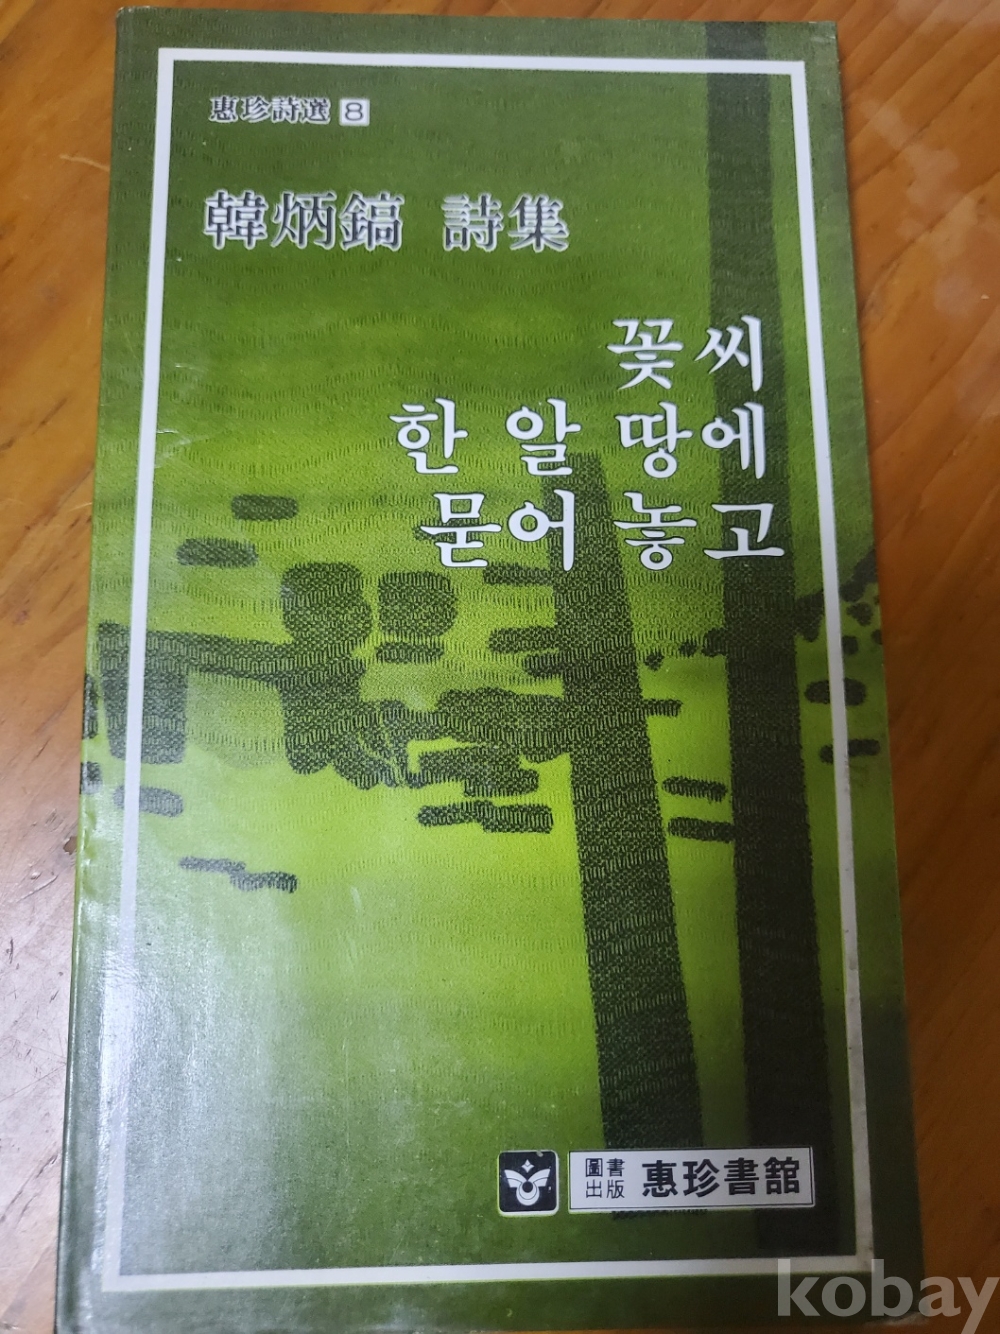 惠珍詩選 8
韓炳鎬 詩集
꽃씨
한 알 땅에
묻어 놓고
圖書
出版 惠珍書館
kobay